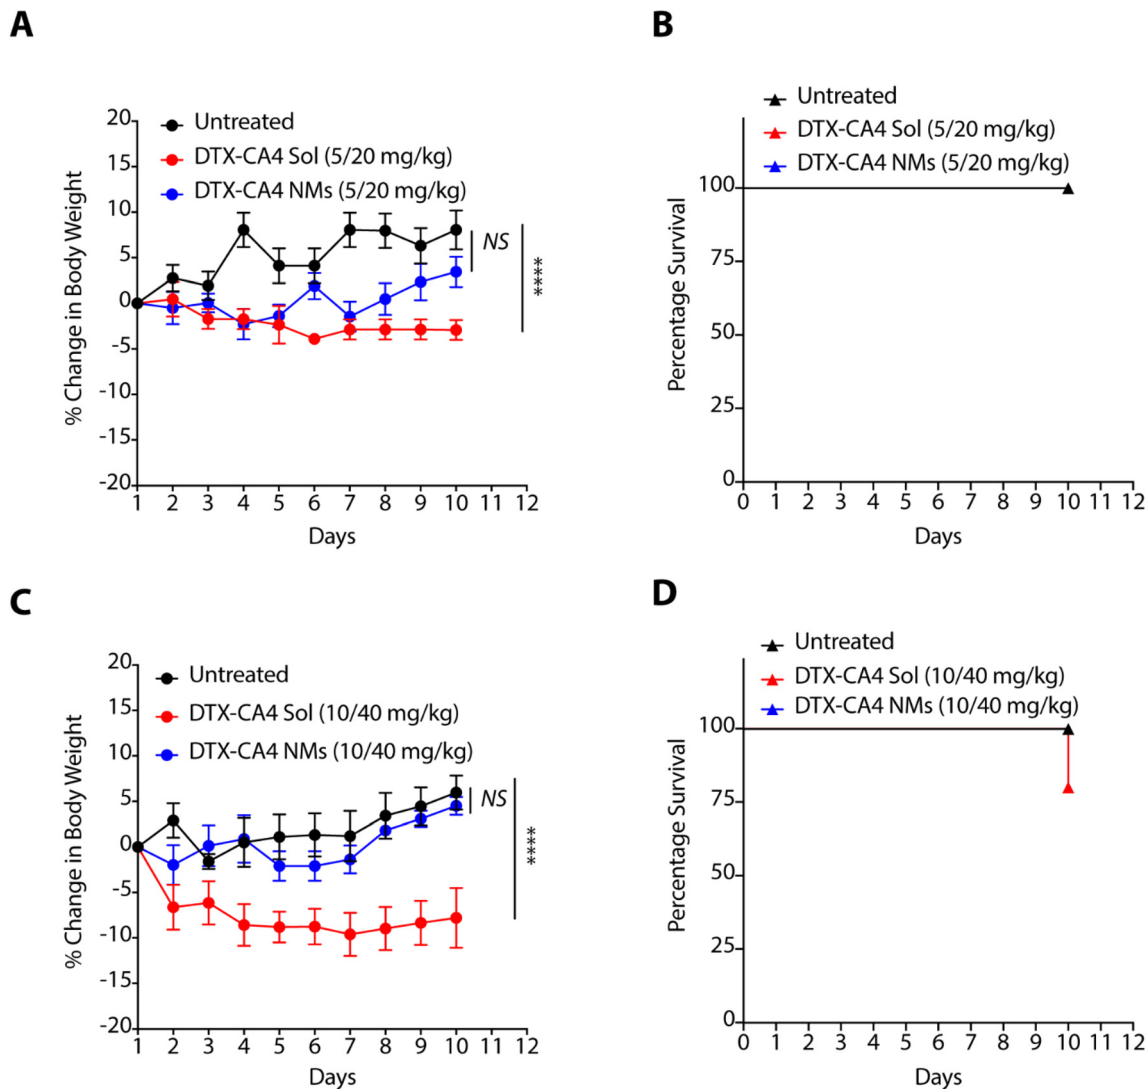 A
Untreated
DTX-CA4 Sol (5/20 mg/kg)
DTX-CA4 NMs (5/20 mg/kg)
% Change in Body Weight
20
15
10
5
0
-5
-10
-15
-20
NS
****
1 2 3 4 5 6 7 8 9 10 11 12
Days
B
Untreated
DTX-CA4 Sol (5/20 mg/kg)
DTX-CA4 NMs (5/20 mg/kg)
Percentage Survival
100
75
50
25
0
0 1 2 3 4 5 6 7 8 9 10 11 12
Days
C
Untreated
DTX-CA4 Sol (10/40 mg/kg)
DTX-CA4 NMs (10/40 mg/kg)
% Change in Body Weight
20
15
10
5
0
-5
-10
-15
-20
NS
****
1 2 3 4 5 6 7 8 9 10 11 12
Days
D
Untreated
DTX-CA4 Sol (10/40 mg/kg)
DTX-CA4 NMs (10/40 mg/kg)
Percentage Survival
100
75
50
25
0
0 1 2 3 4 5 6 7 8 9 10 11 12
Days